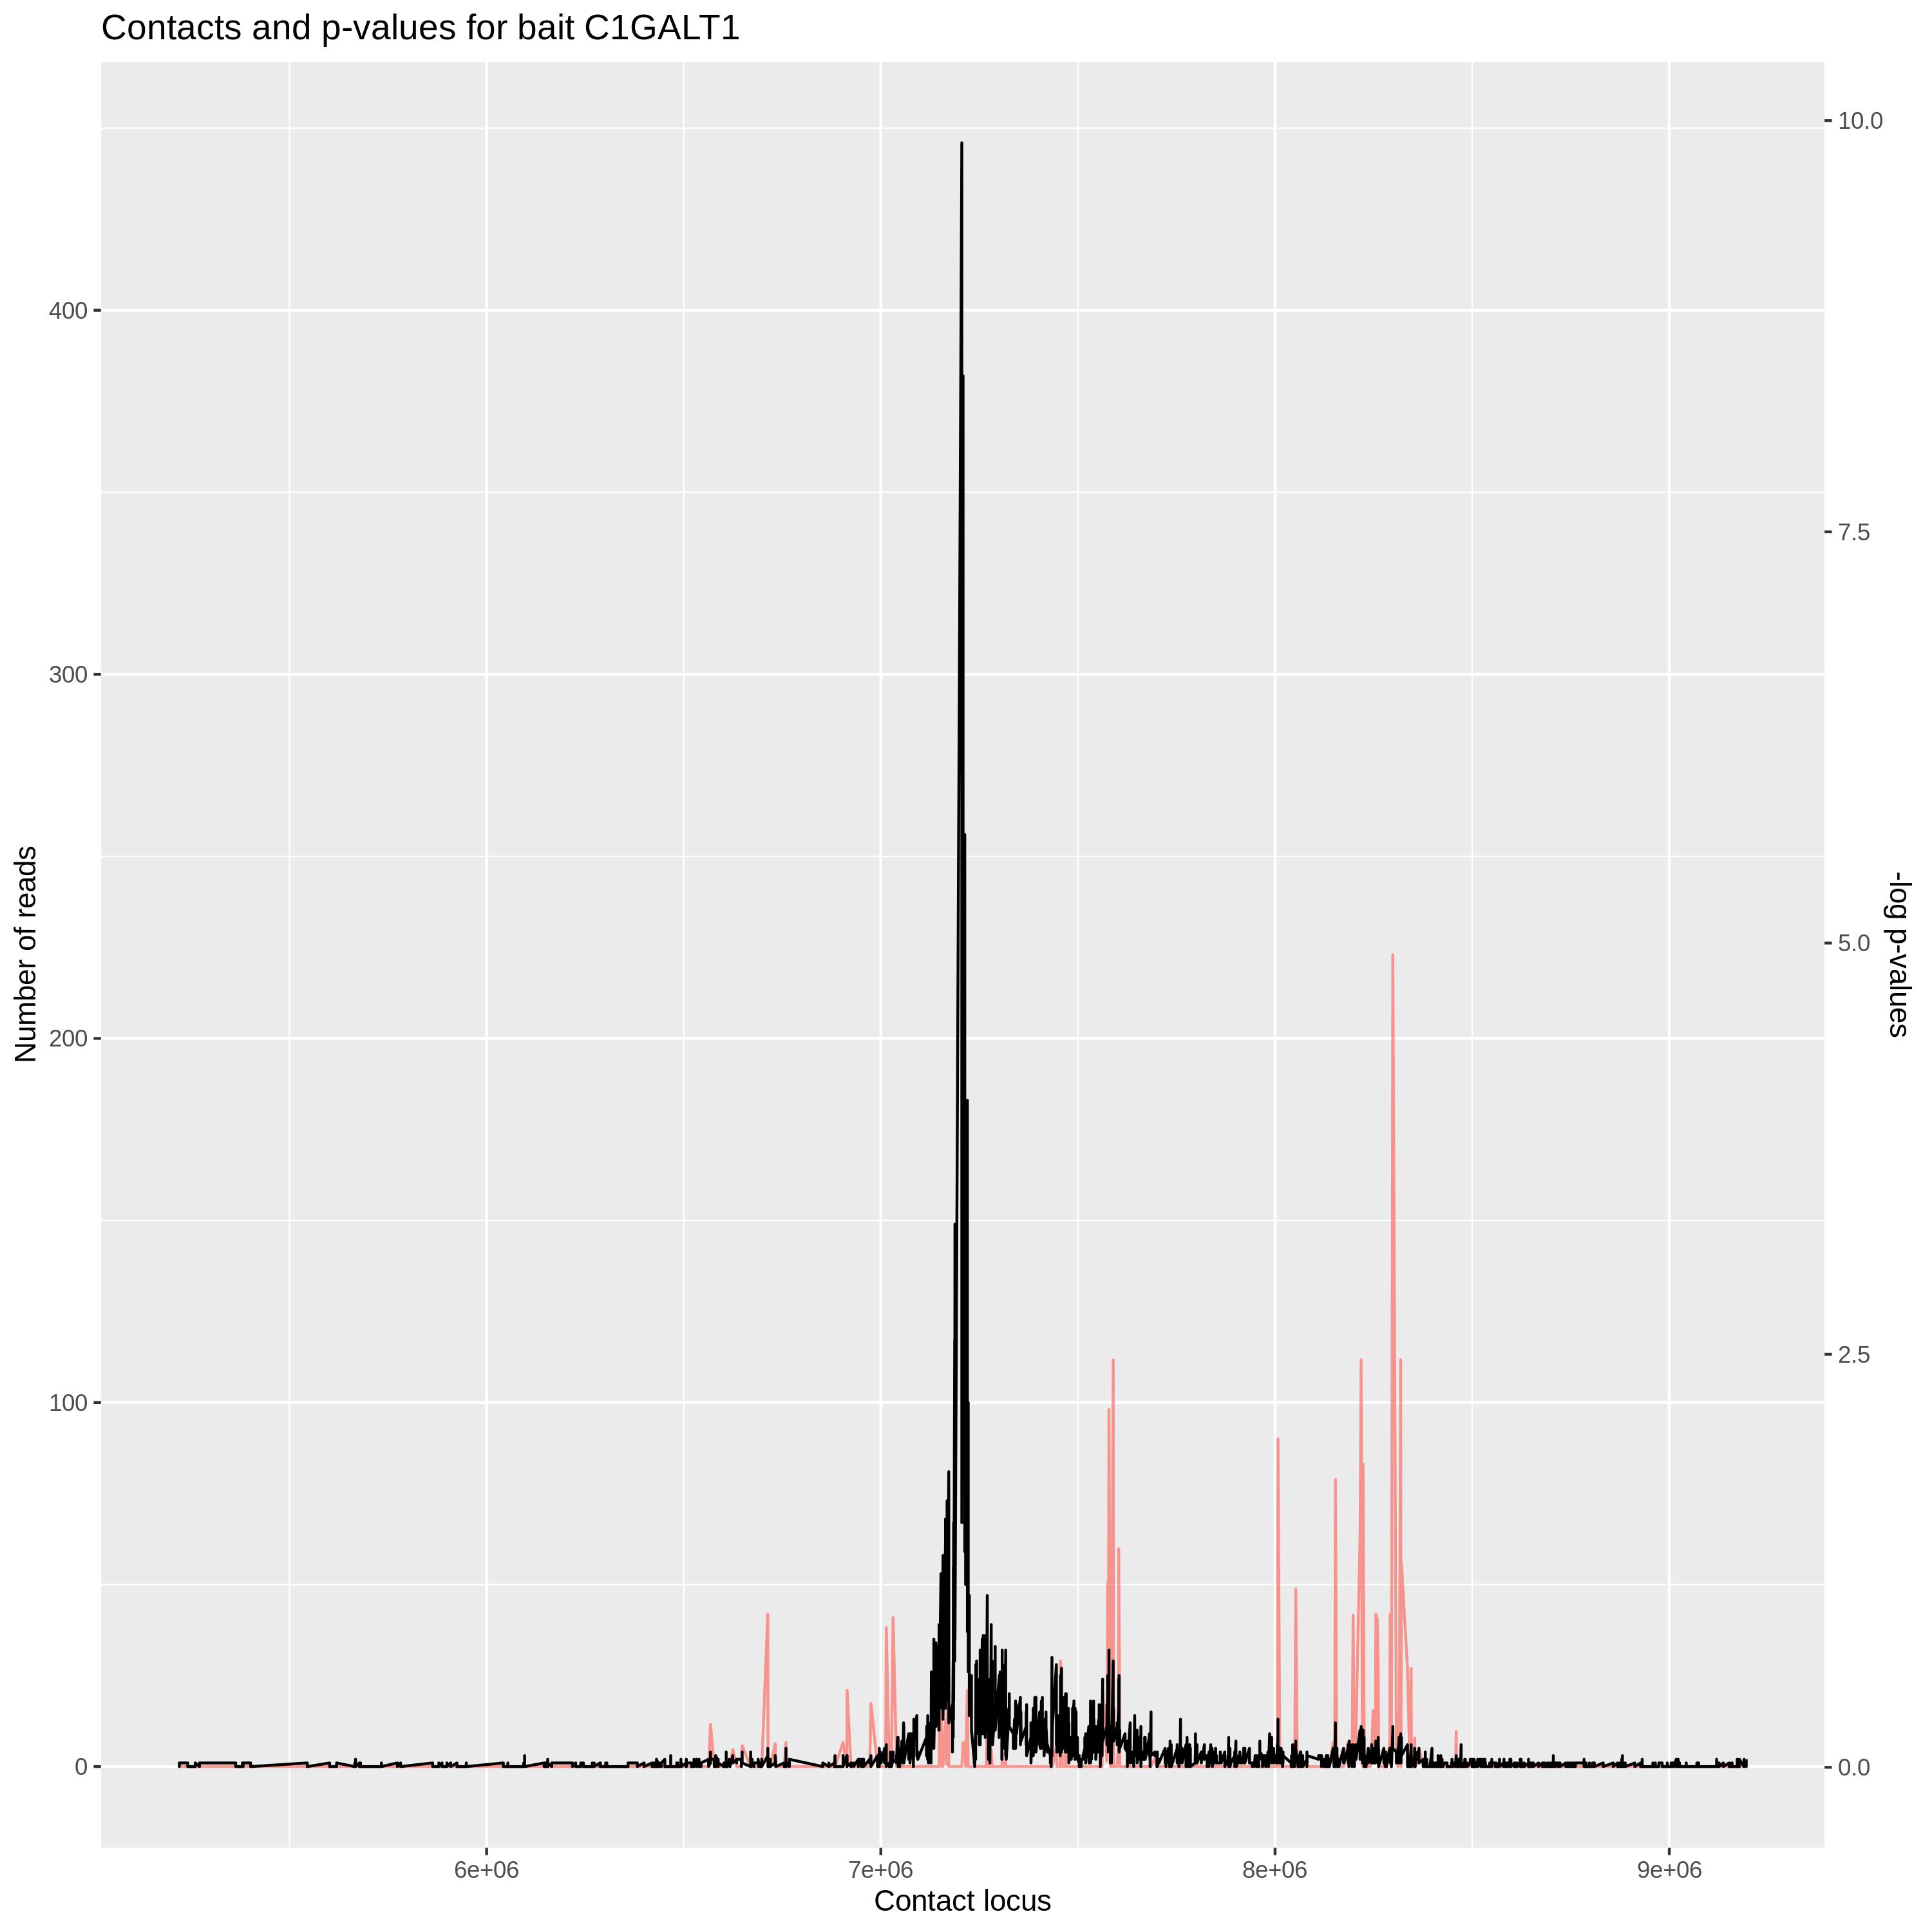 Contacts and p-values for bait C1GALT1
10.0
400
7.5
300
Number of reads
-log p-values
5.0
200
2.5
100
0
0.0
6e+06
7e+06
8e+06
9e+06
Contact locus